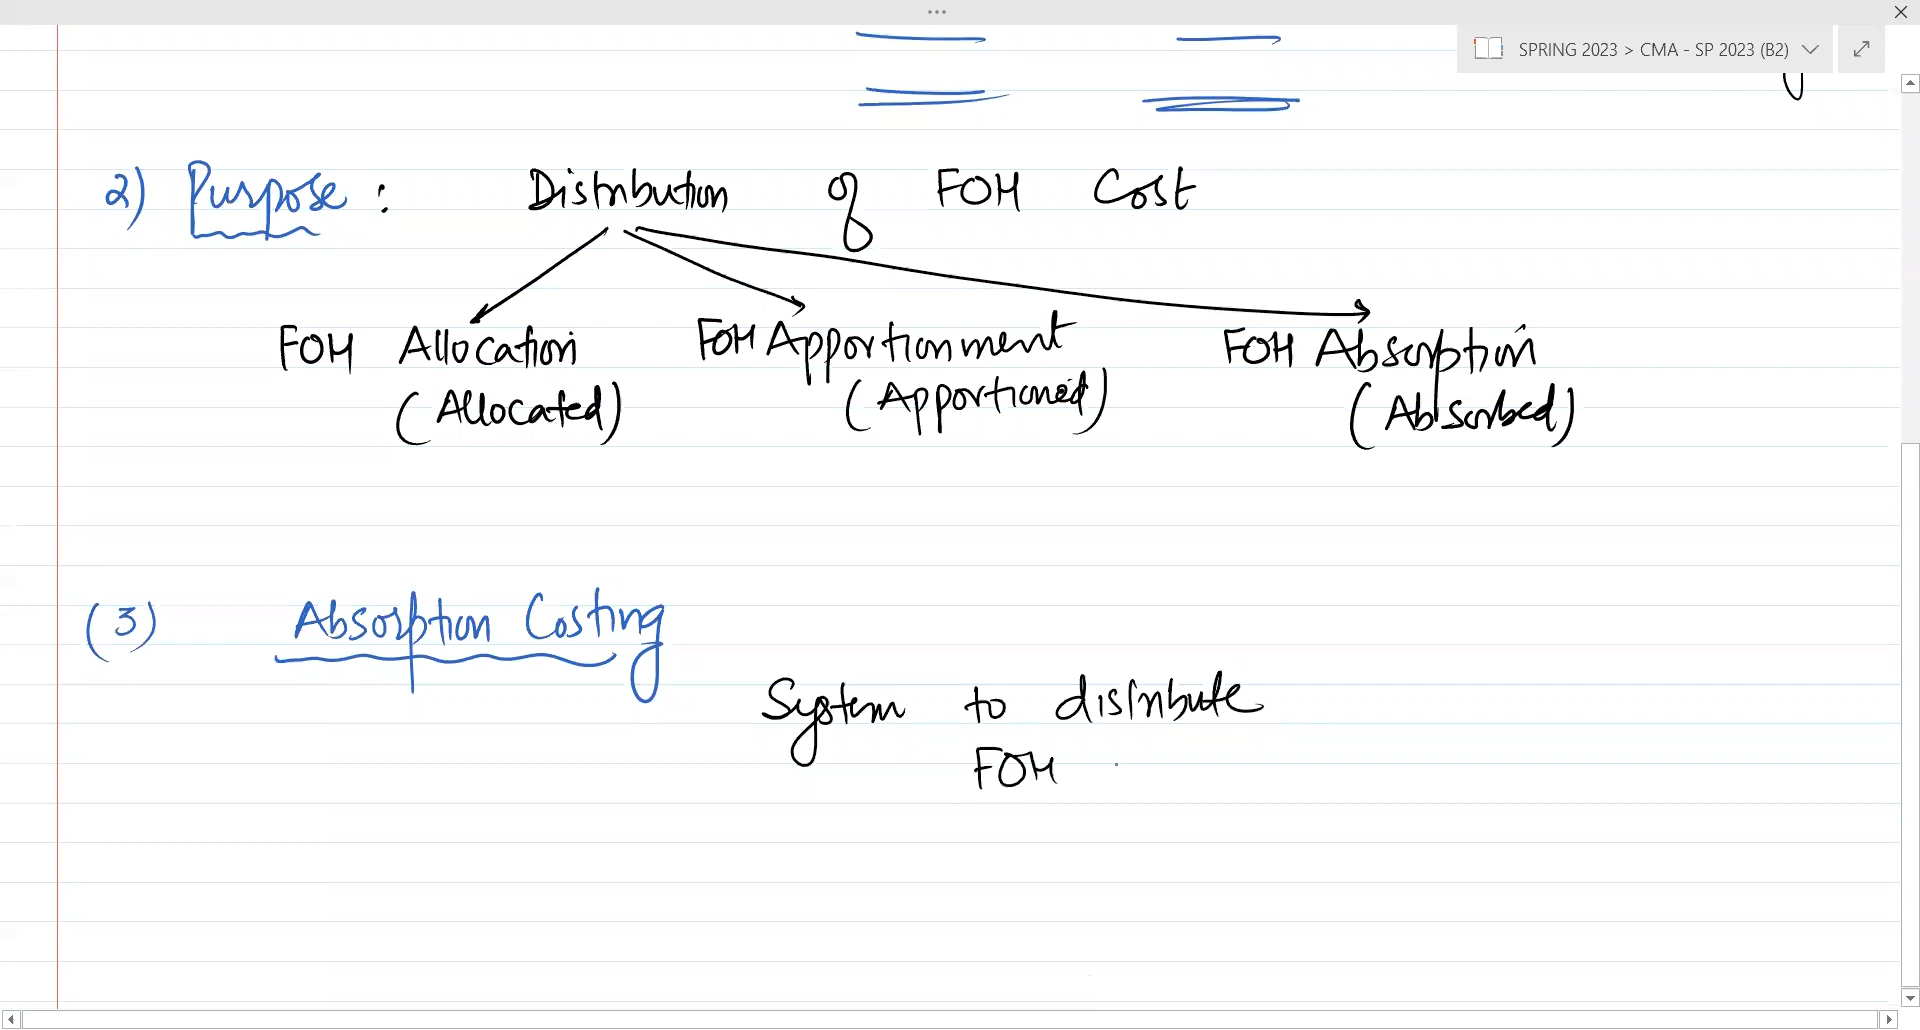 SPRING 2023 > CMA - SP 2023 (B2)
2) Purpose : Distribution of FOH Cost
FOH Allocation FOH Apportionment FOH Absorption
(Allocated) (Apportioned) (Absorbed)
(3) Absorption Costing
System to distribute
FOH